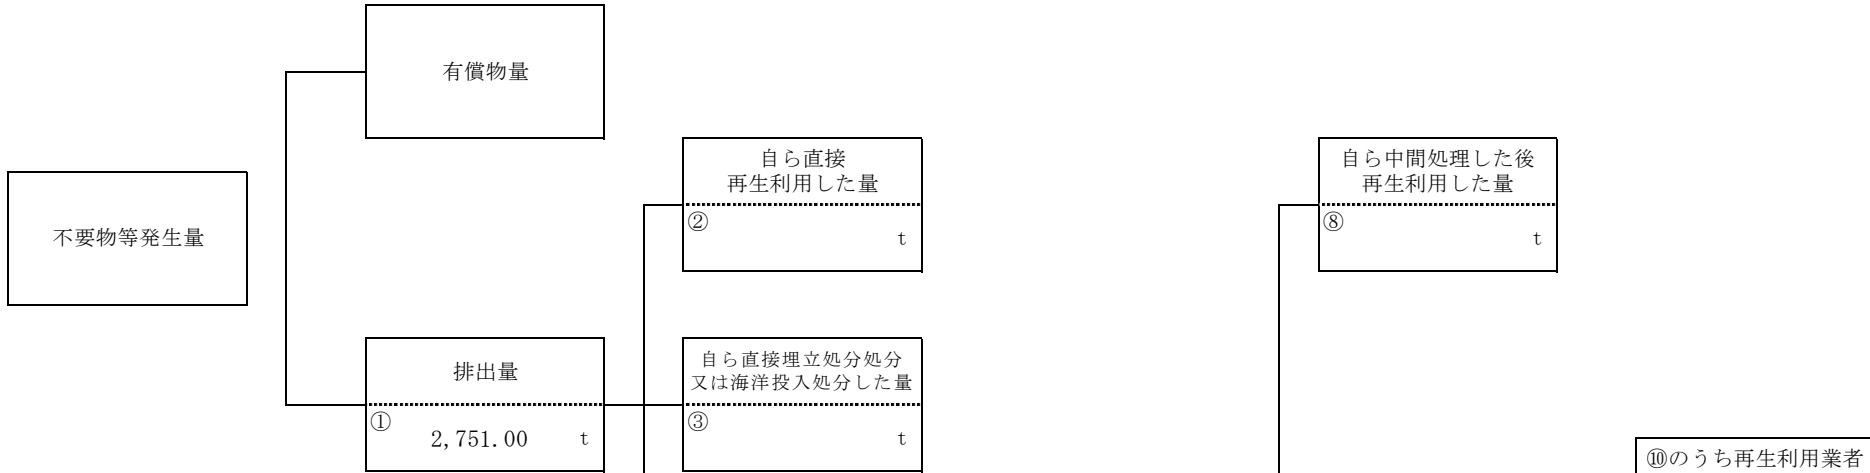 有償物量
自ら直接
再生利用した量
②
t
自ら中間処理した後
再生利用した量
⑧
t
不要物等発生量
排出量
①
2,751.00 t
自ら直接埋立処分処分
又は海洋投入処分した量
③
t
⑩のうち再生利用業者